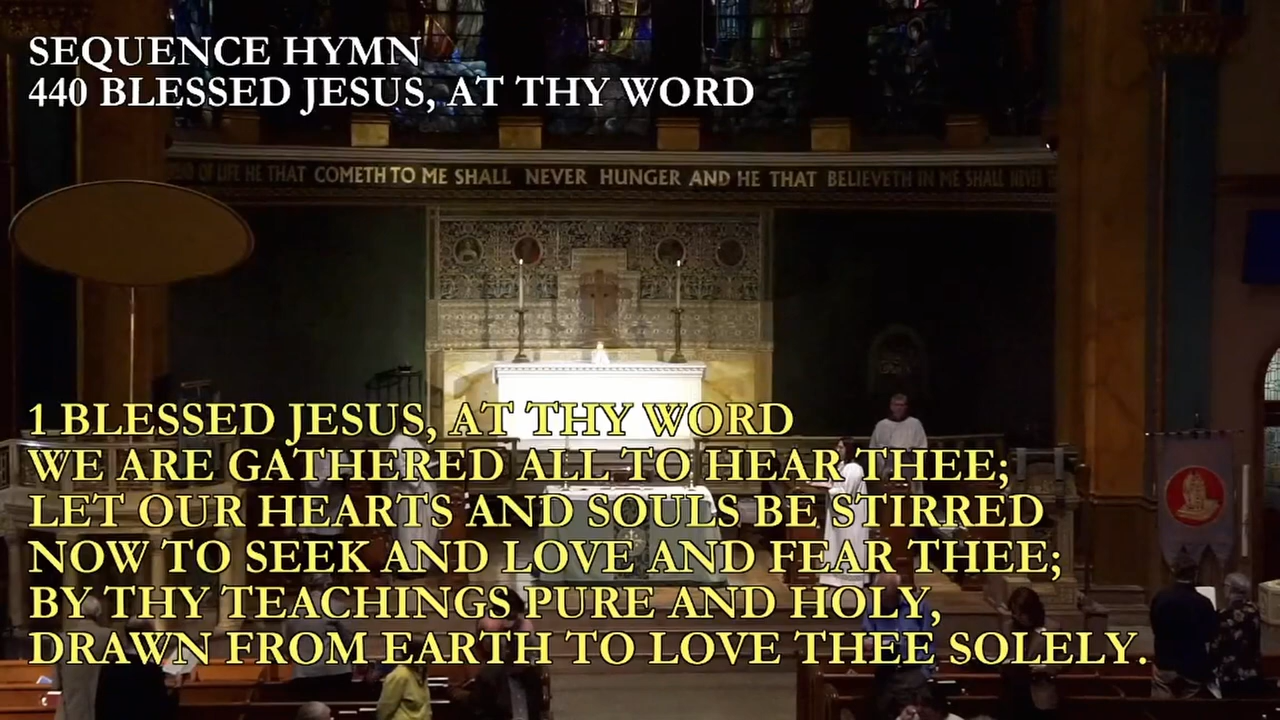 SEQUENCE HYMN
440 BLESSED JESUS, AT THY WORD
OF LIFE HE THAT COMETH TO ME SHALL NEVER HUNGER AND HE THAT BELIEVETH IN ME SHALL NEVER
1 BLESSED JESUS, AT THY WORD
WE ARE GATHERED ALL TO HEAR THEE;
LET OUR HEARTS AND SOULS BE STIRRED
NOW TO SEEK AND LOVE AND FEAR THEE;
BY THY TEACHINGS PURE AND HOLY,
DRAWN FROM EARTH TO LOVE THEE SOLELY.